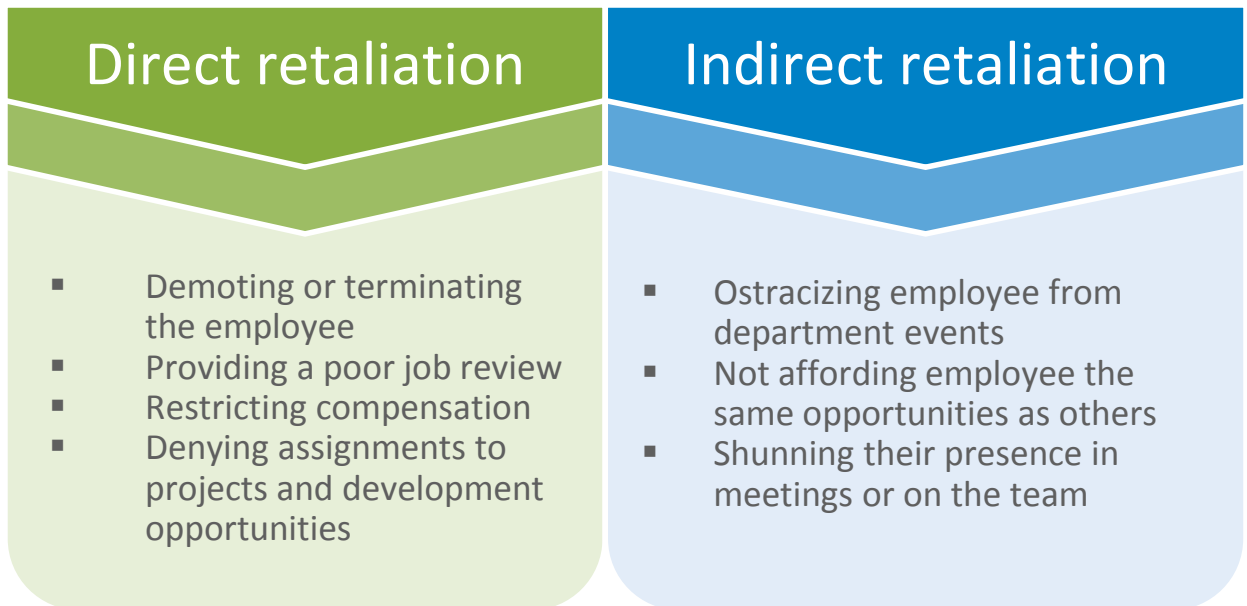 Direct retaliation
▪ Demoting or terminating
the employee
▪ Providing a poor job review
▪ Restricting compensation
▪ Denying assignments to
projects and development
opportunities
Indirect retaliation
▪ Ostracizing employee from
department events
▪ Not affording employee the
same opportunities as others
▪ Shunning their presence in
meetings or on the team